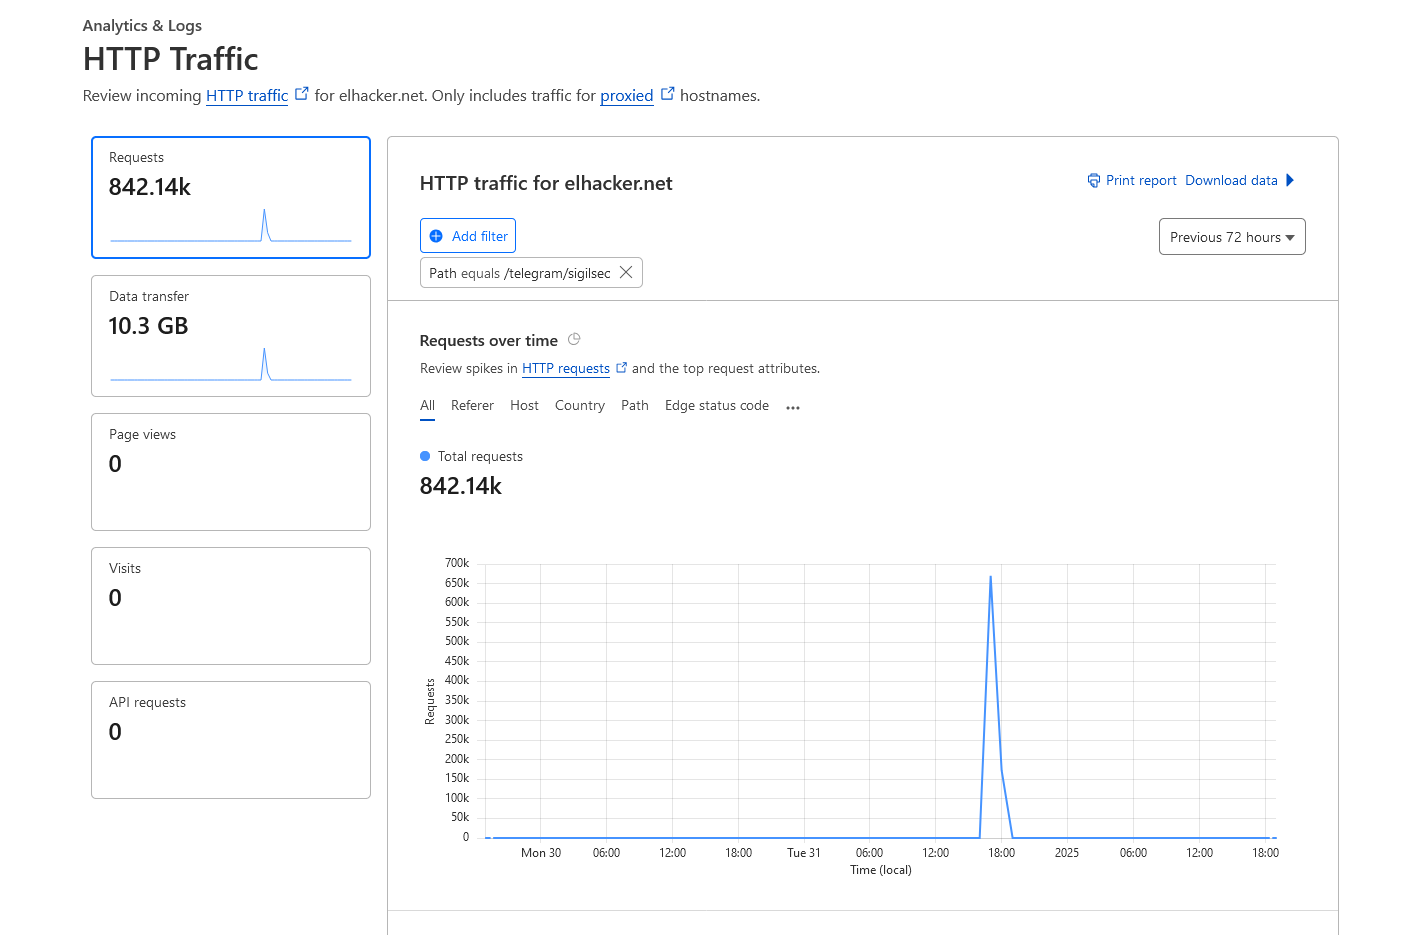 Analytics & Logs
HTTP Traffic
Review incoming HTTP traffic for elhacker.net. Only includes traffic for proxied hostnames.
Requests
842.14k
Data transfer
10.3 GB
Page views
0
Visits
0
API requests
0
HTTP traffic for elhacker.net
Print report Download data
Add filter
Previous 72 hours
Path equals /telegram/sigilsec
Requests over time
Review spikes in HTTP requests and the top request attributes.
All Referer Host Country Path Edge status code ...
Total requests
842.14k
700k
650k
600k
550k
500k
450k
400k
350k
300k
250k
200k
150k
100k
50k
0
Requests
Mon 30 06:00 12:00 18:00 Tue 31 06:00 12:00 18:00 2025 06:00 12:00 18:00
Time (local)